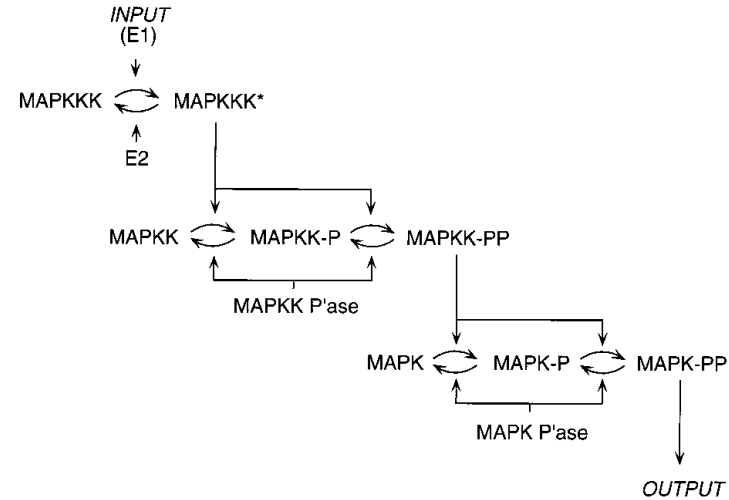 INPUT
(E1)
MAPKKK MAPKKK*
E2
MAPKK MAPKK-P MAPKK-PP
MAPKK P'ase
MAPK MAPK-P MAPK-PP
MAPK P'ase
OUTPUT